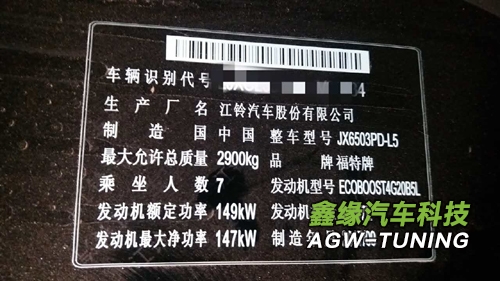 车辆识别代号 4
生产厂名 江铃汽车股份有限公司
制造国 中国 整车型号 JX6503PD-L5
最大允许总质量 2900kg 品牌 福特牌
乘坐人数 7 发动机型号 ECOBOOST4G20B5L
发动机额定功率 149kW 发动机
发动机最大净功率 147kW 制造
鑫缘汽车科技
AGW·TUNING